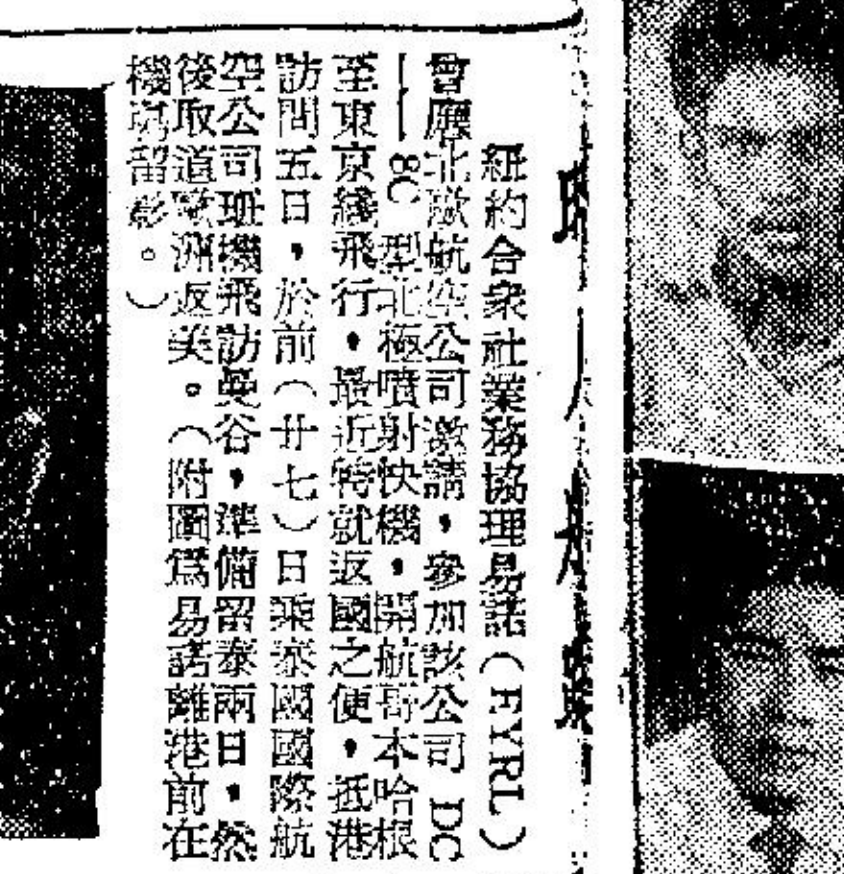 紐約合衆社業務協理易諾(EYRL)
會應北歐航空公司邀請,參加該公司DC
—8C型北極噴射快機,開航哥本哈根
至東京綫飛行,最近特就返國之便,抵港
訪問五日,於前(廿七)日乘泰國國際航
空公司班機飛訪曼谷,準備留泰兩日,然
後取道歐洲返美。(附圖爲易諾離港前在
機場留影。)